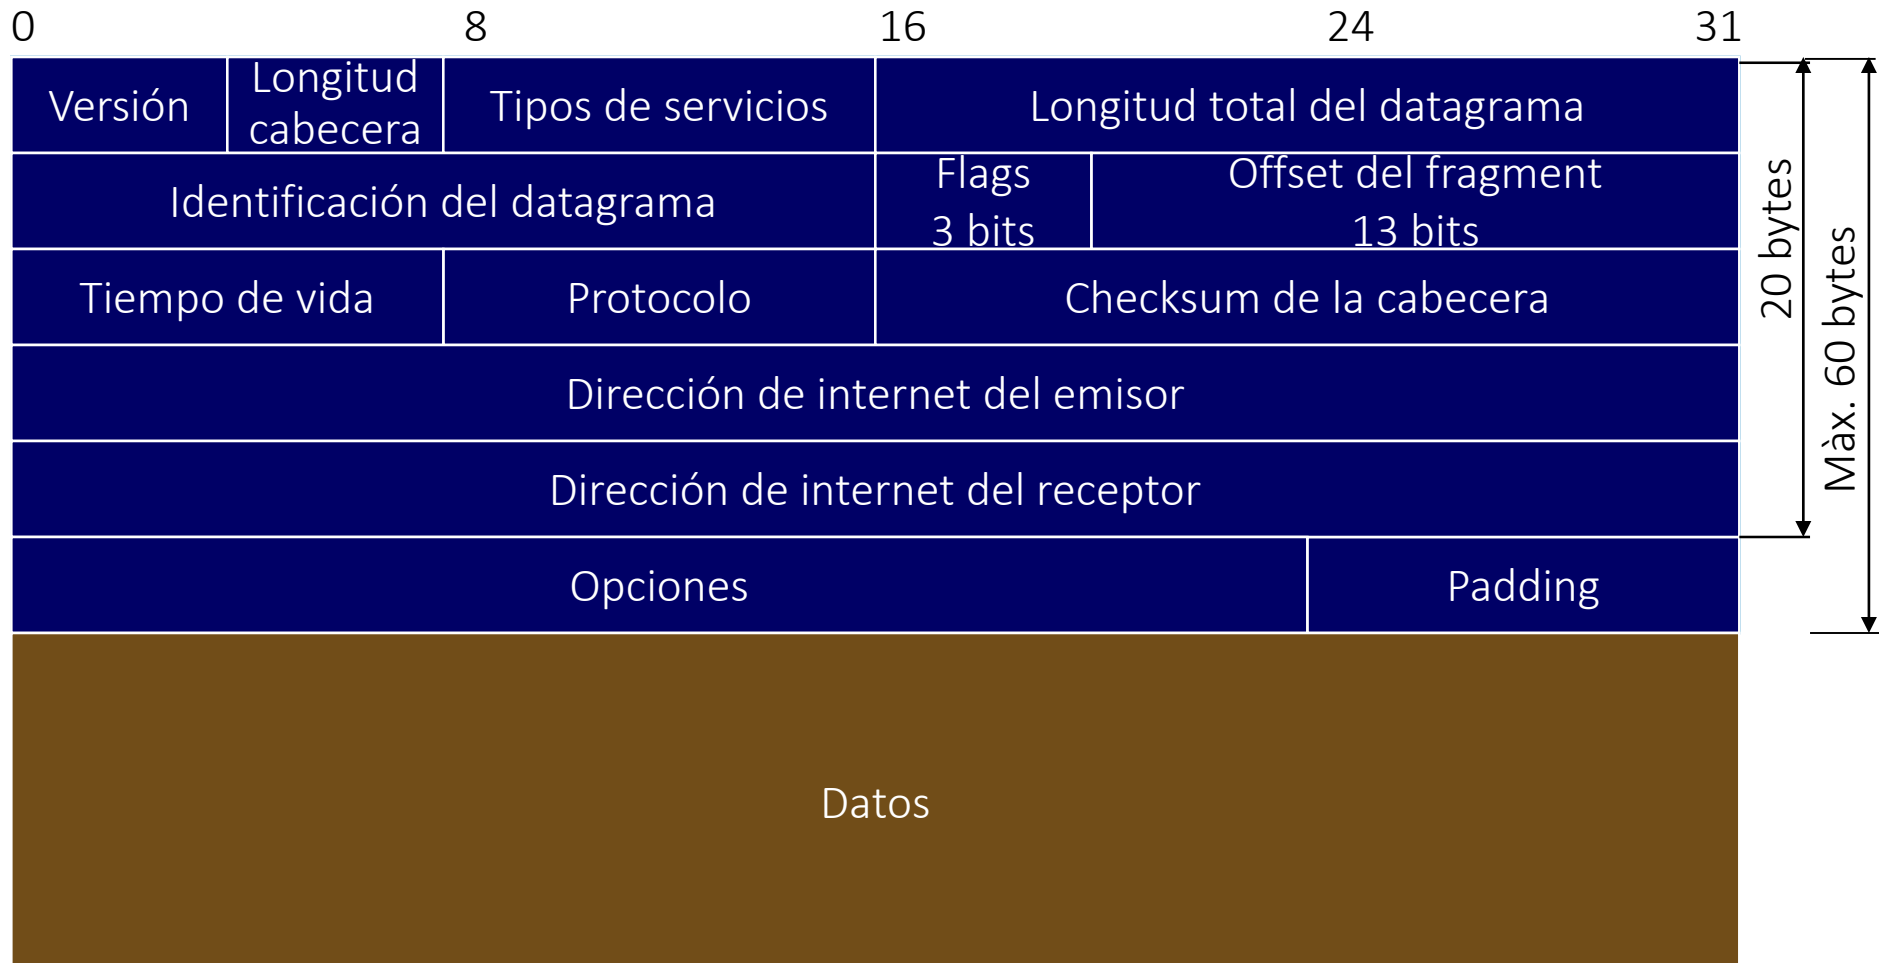 0 8 16 24 31
Versión
Longitud
cabecera
Tipos de servicios
Longitud total del datagrama
Identificación del datagrama
Flags
3 bits
Offset del fragment
13 bits
Tiempo de vida
Protocolo
Checksum de la cabecera
Dirección de internet del emisor
Dirección de internet del receptor
Opciones
Padding
Datos
20 bytes
Màx. 60 bytes